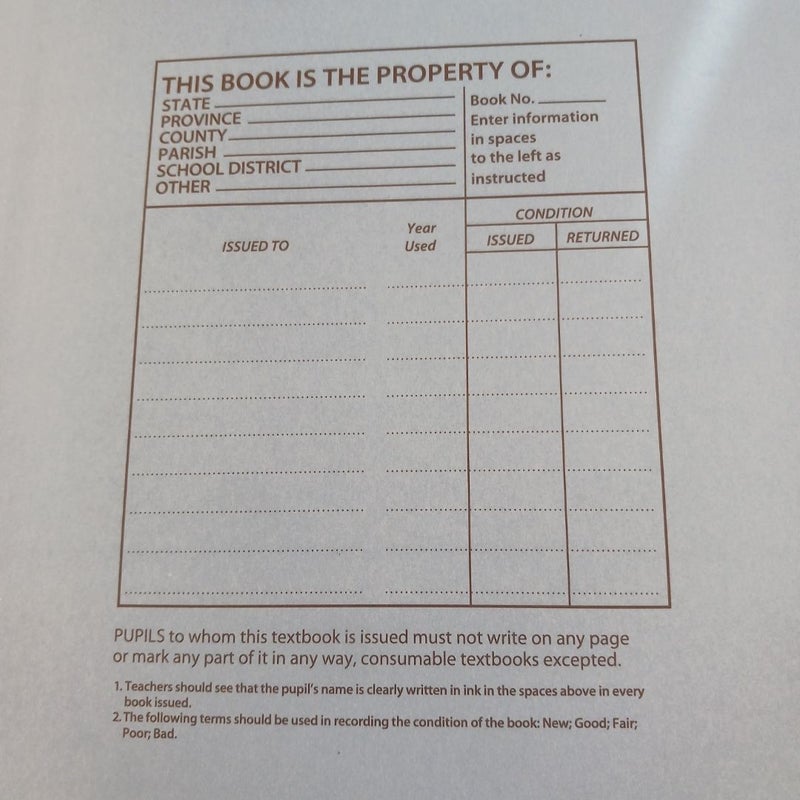 THIS BOOK IS THE PROPERTY OF:
STATE
PROVINCE
COUNTY
PARISH
SCHOOL DISTRICT
OTHER
Book No.
Enter information
in spaces
to the left as
instructed
ISSUED TO
Year
Used
CONDITION
ISSUED
RETURNED
PUPILS to whom this textbook is issued must not write on any page
or mark any part of it in any way, consumable textbooks excepted.
1. Teachers should see that the pupil's name is clearly written in ink in the spaces above in every
book issued.
2. The following terms should be used in recording the condition of the book: New; Good; Fair;
Poor; Bad.